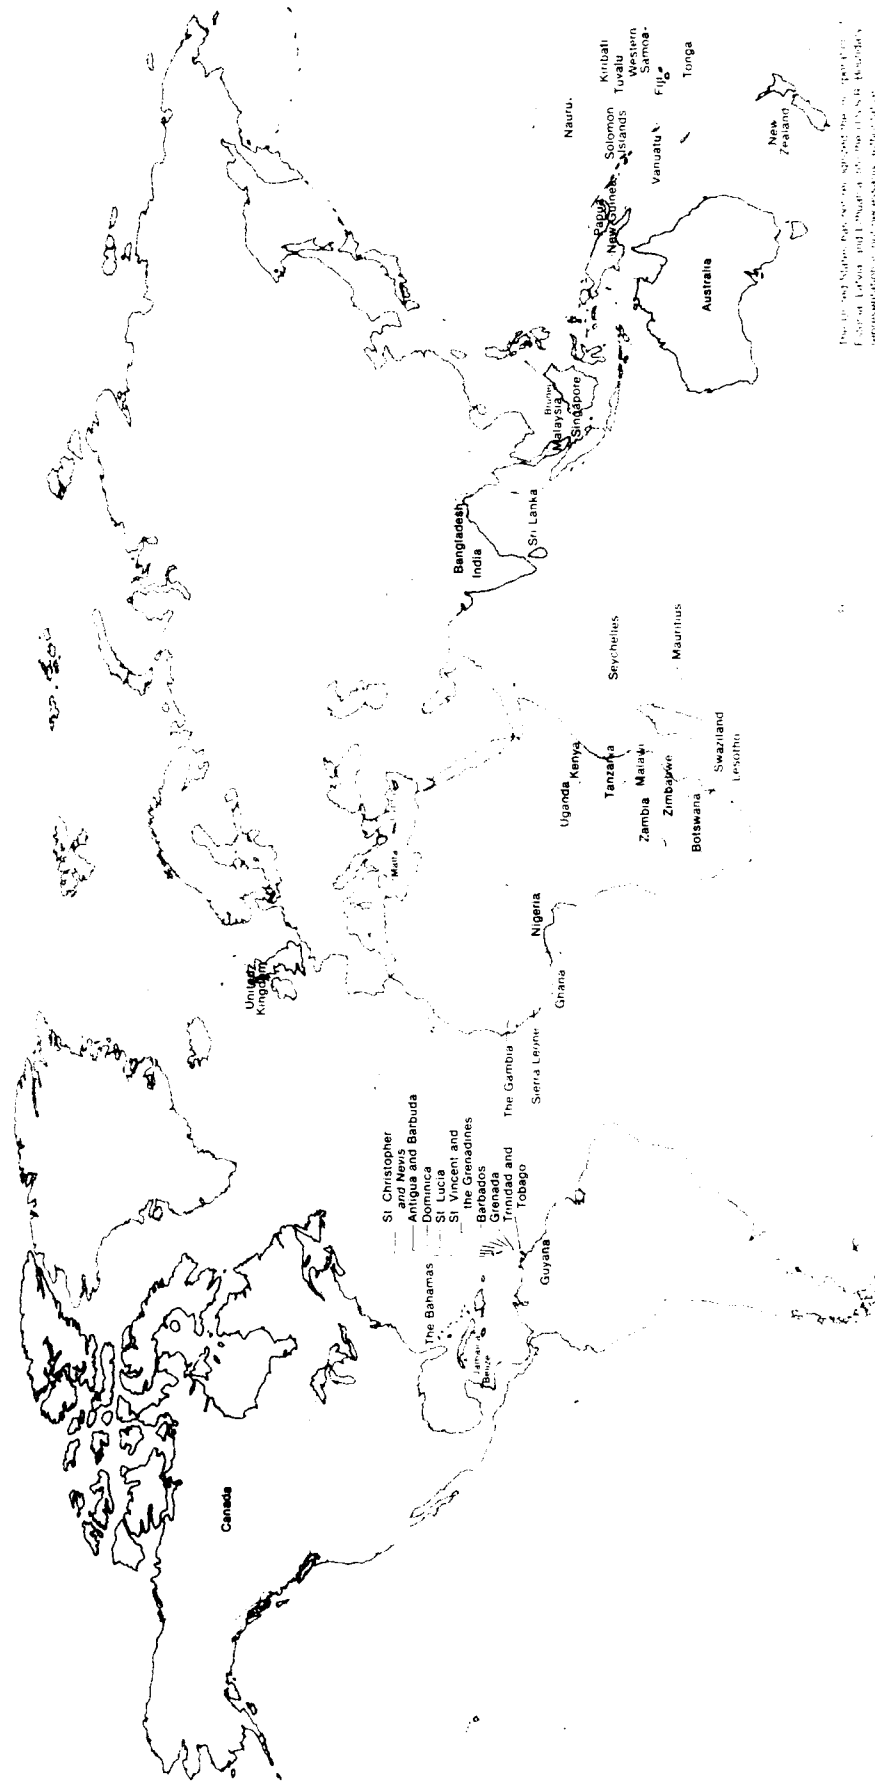 Canada
United
Kingdom
St Christopher
and Nevis
Antigua and Barbuda
Dominica
St Lucia
St Vincent and
the Grenadines
Barbados
Grenada
Trinidad and
Tobago
The Bahamas
Belize
Guyana
Malta
The Gambia
Sierra Leone
Ghana
Nigeria
Uganda
Kenya
Tanzania
Zambia
Malawi
Zimbabwe
Botswana
Swaziland
Lesotho
Seychelles
Mauritius
Bangladesh
India
Sri Lanka
Brunei
Malaysia
Singapore
Papua
New Guinea
Solomon
Islands
Nauru
Kiribati
Tuvalu
Western
Samoa
Fiji
Tonga
Vanuatu
Australia
New
Zealand